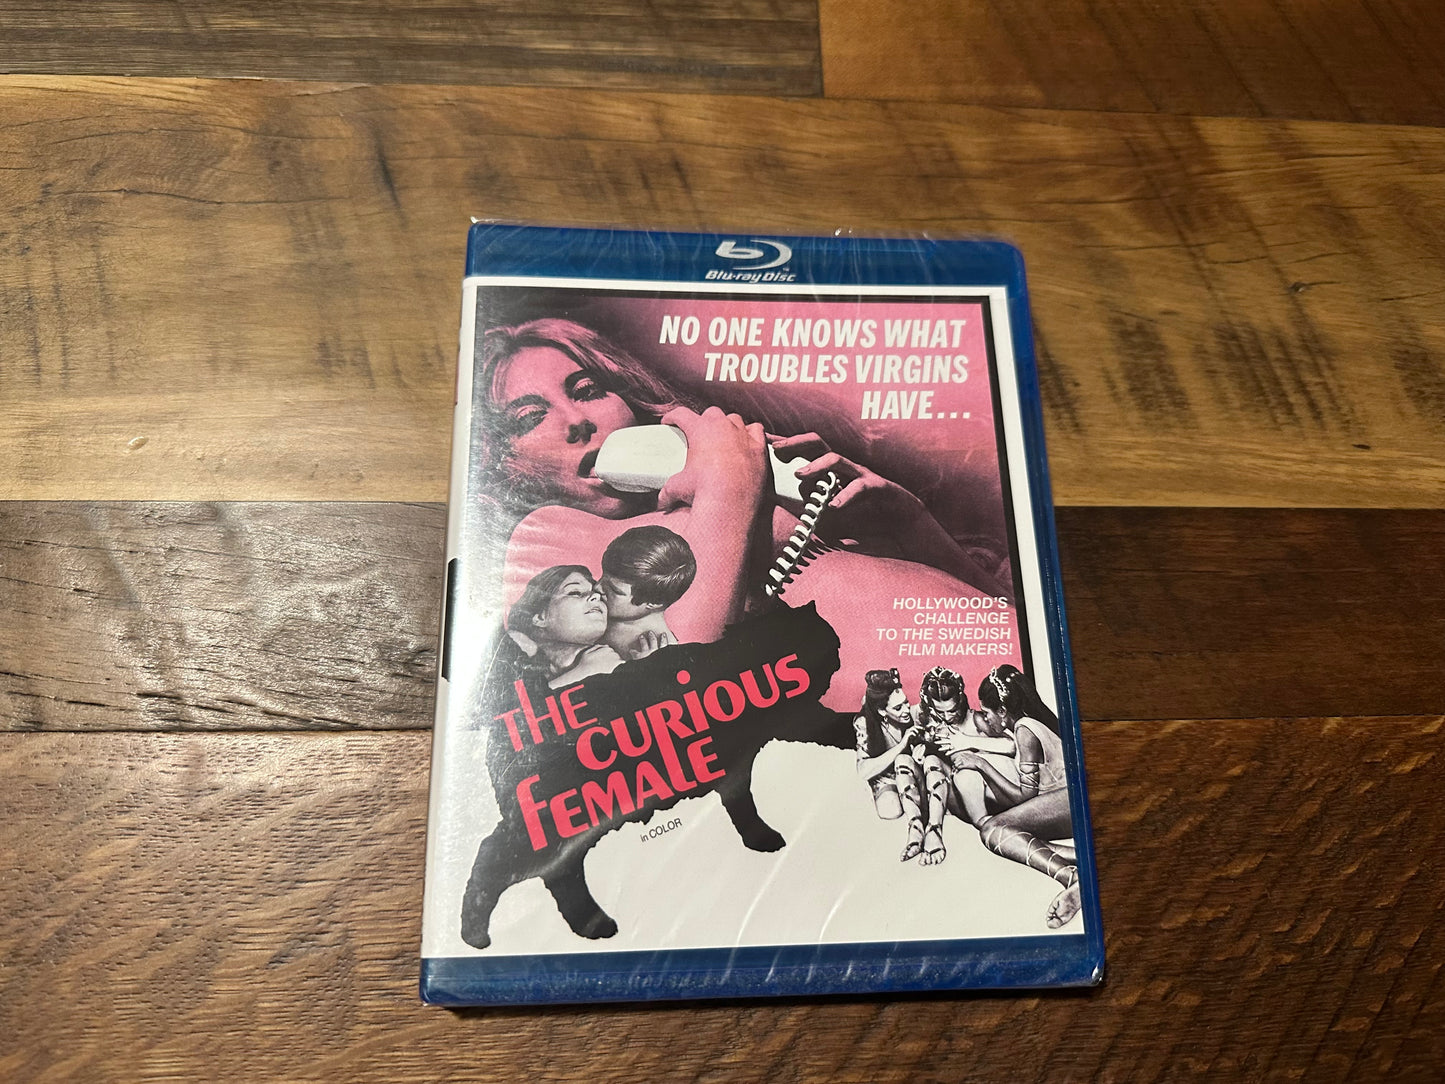 Blu-ray Disc
NO ONE KNOWS WHAT
TROUBLES VIRGINS
HAVE...
HOLLYWOOD'S
CHALLENGE
TO THE SWEDISH
FILM MAKERS!
THE
CURIOUS
FEMALE
in COLOR